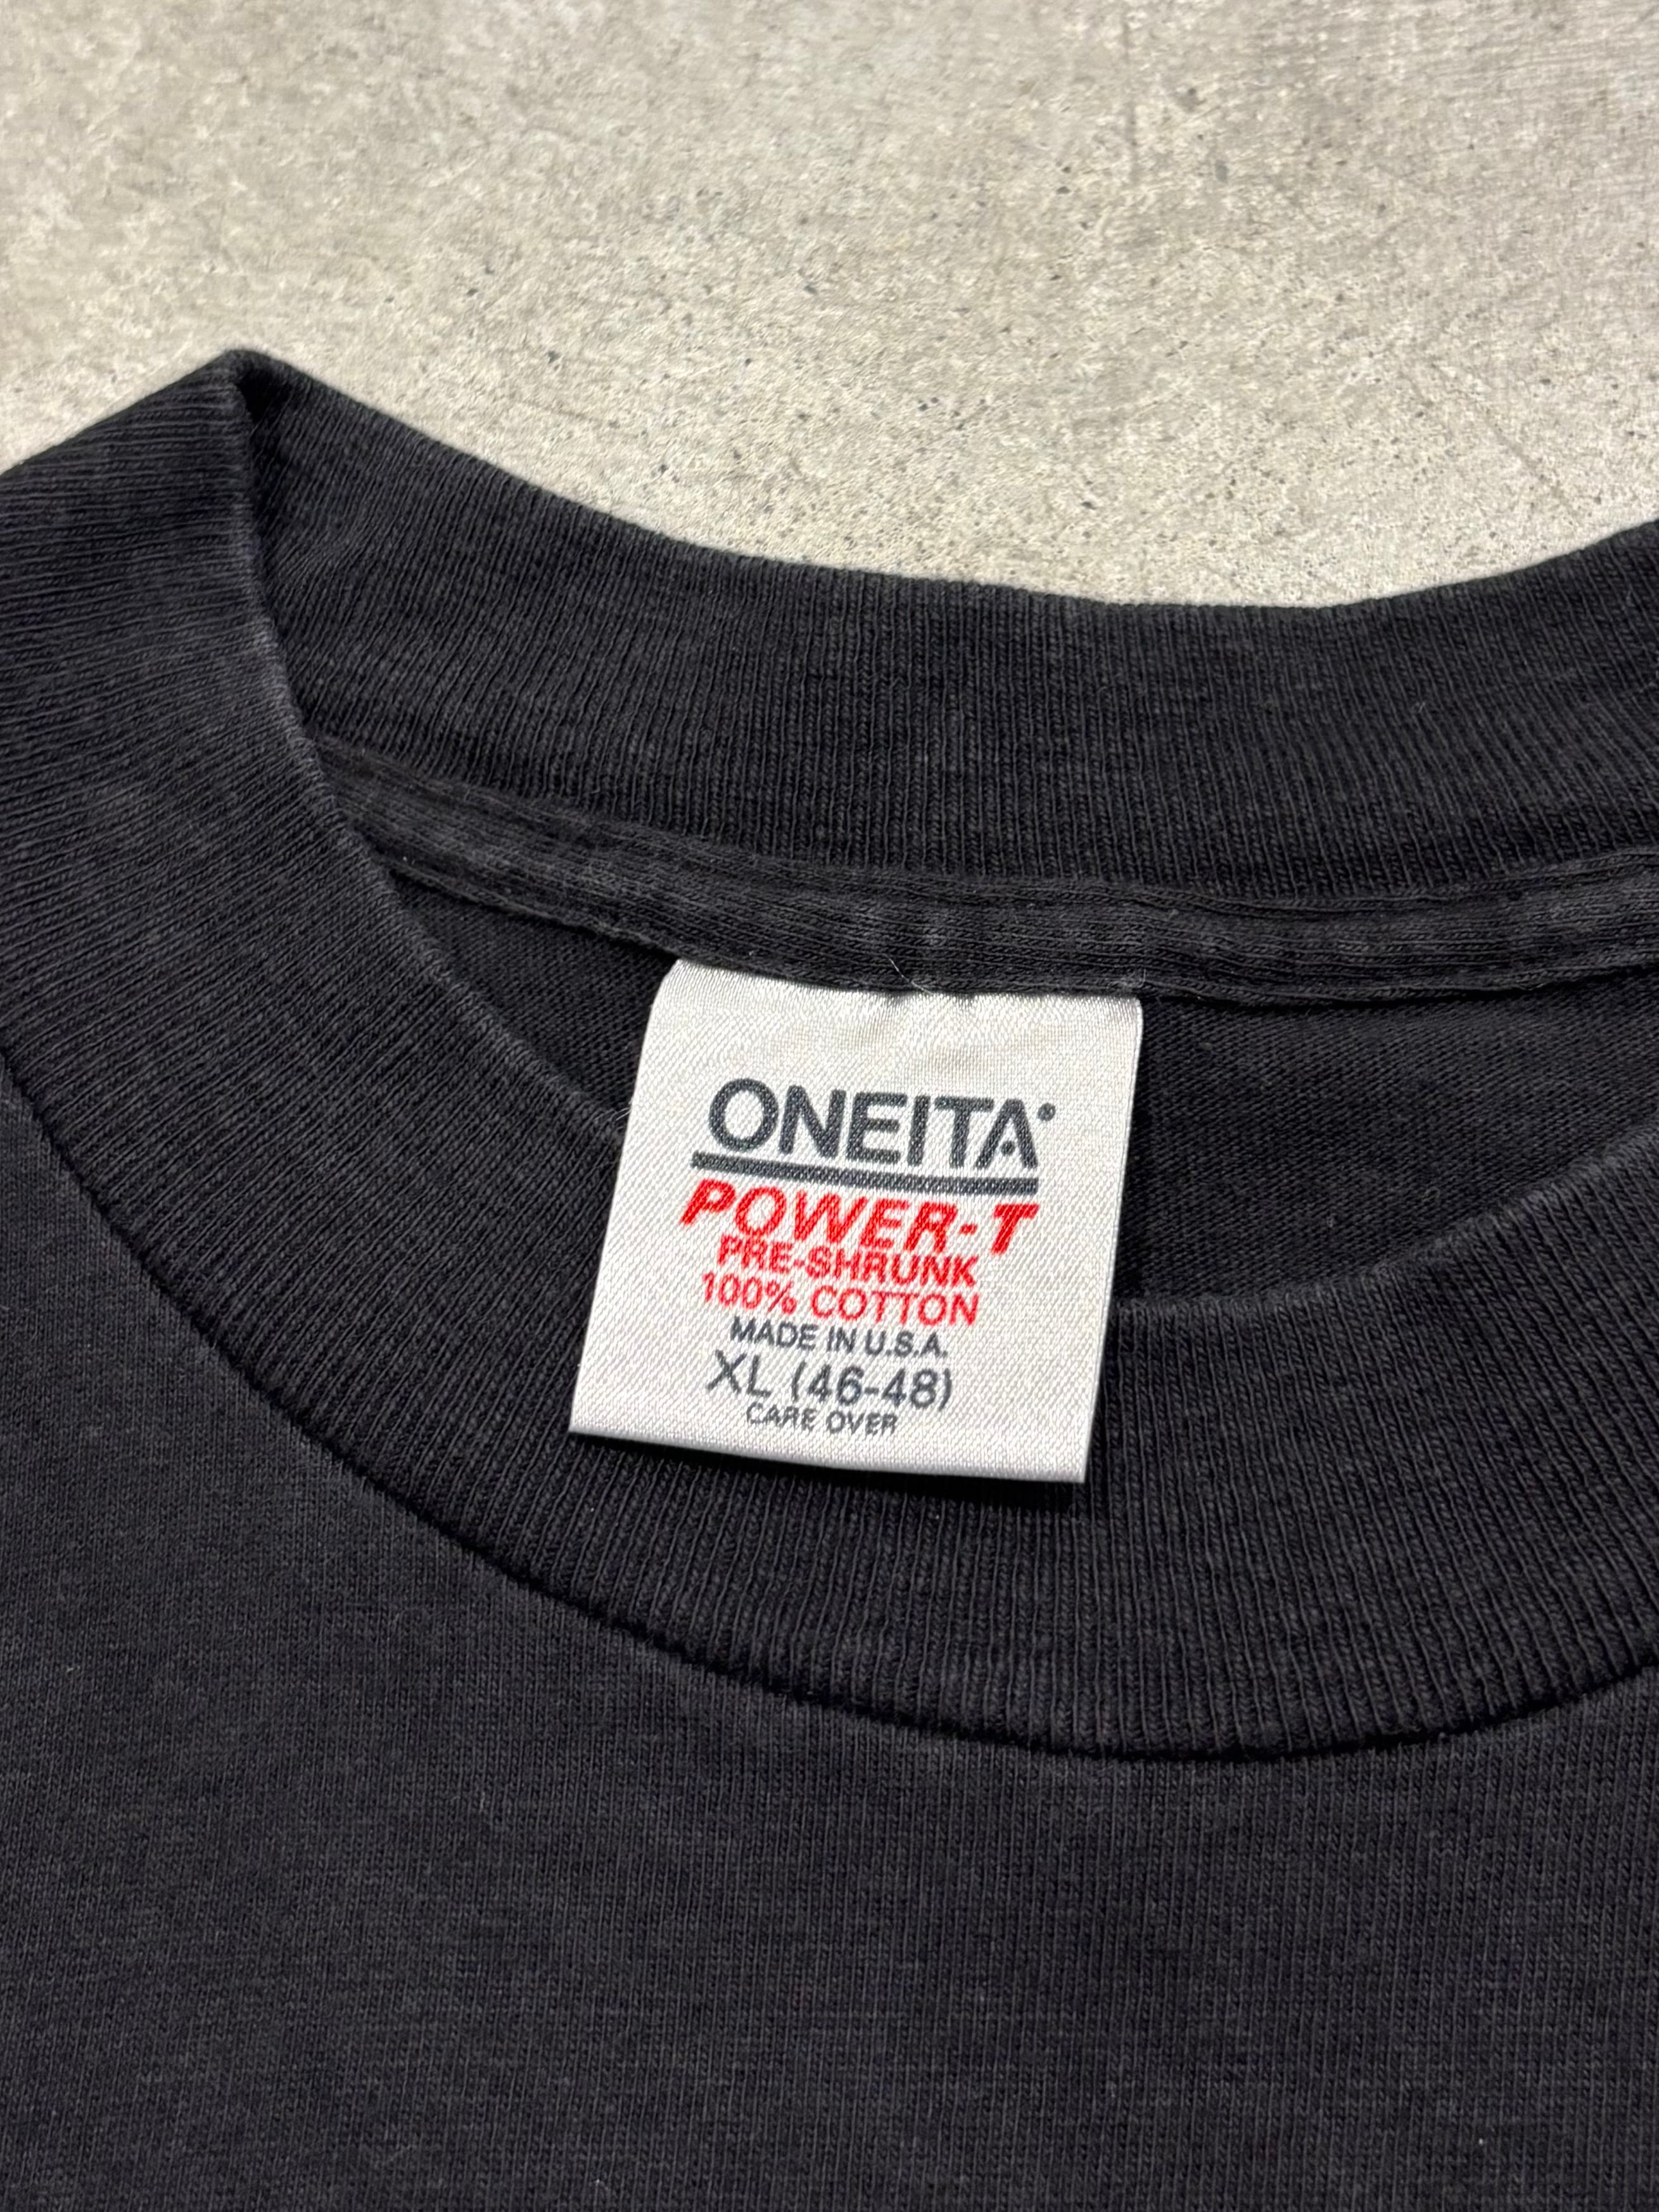 ONEITA
POWER-T
PRE-SHRUNK
100% COTTON
MADE IN U.S.A.
XL (46-48)
CARE OVER